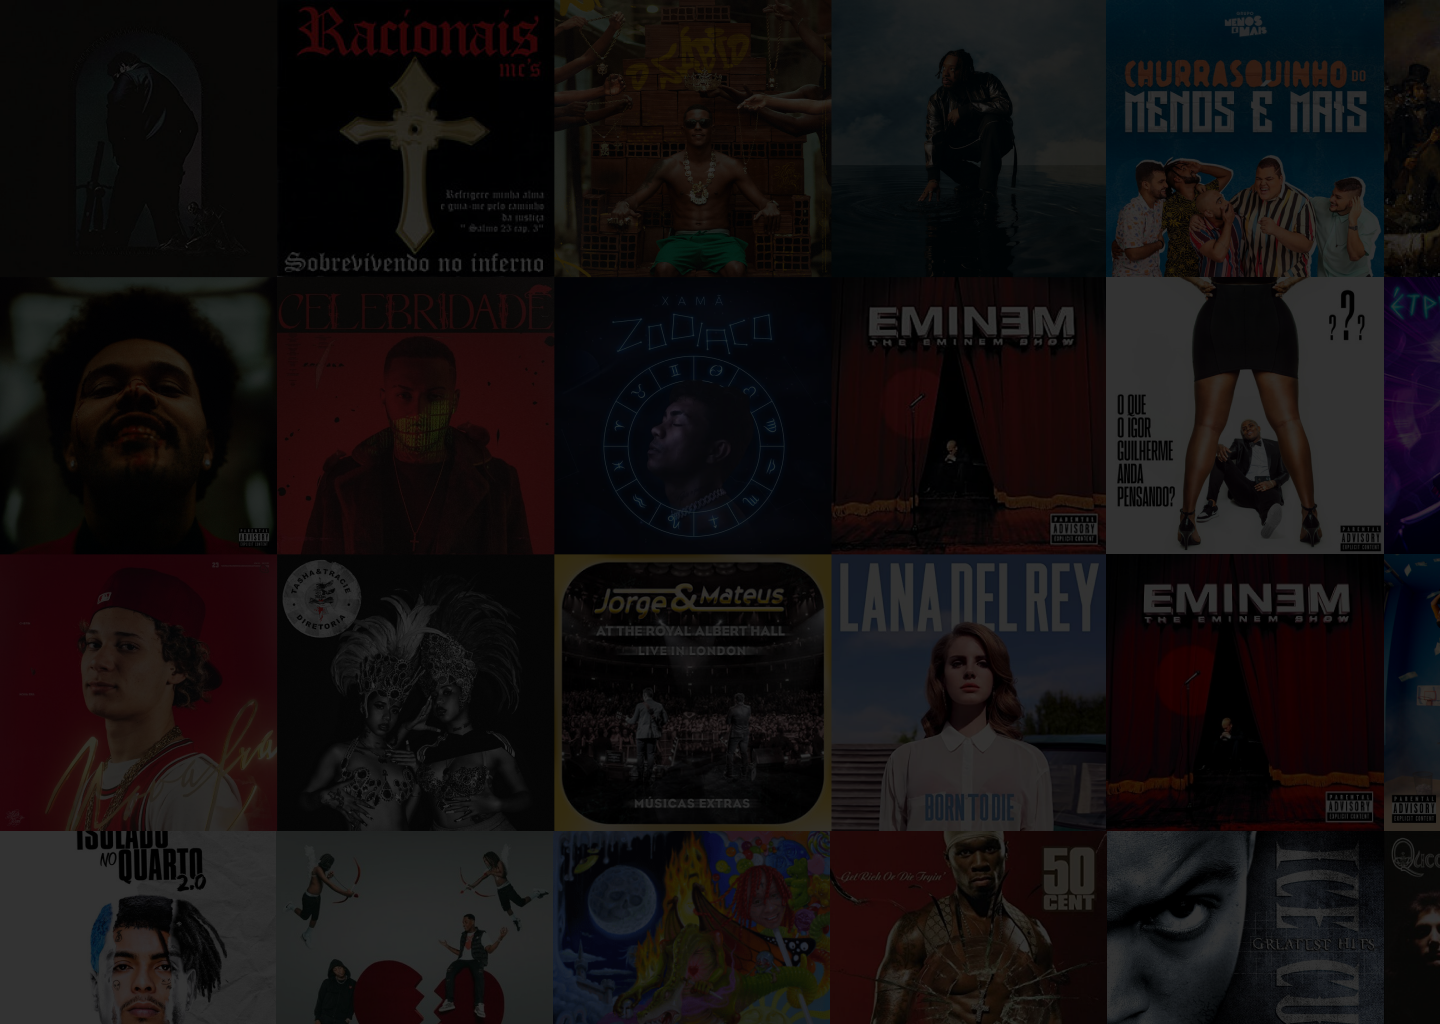 Racionais
mc's
Refrigere minha alma
e guia-me pelo caminho
da justiça
" Salmo 23 cap. 3"
Sobrevivendo no inferno
O SÁBIO
MENOS
É MAIS
CHURRASQUINHO DO
MENOS É MAIS
CELEBRIDADE
XAMÃ
ZODIACO
EMINEM
THE EMINEM SHOW
PARENTAL
ADVISORY
EXPLICIT CONTENT
???
O QUE
O IGOR
GUILHERME
ANDA
PENSANDO?
PARENTAL
ADVISORY
EXPLICIT CONTENT
PARENTAL
ADVISORY
EXPLICIT CONTENT
TASHA&TRACIE
DIRETORIA
Jorge & Mateus
AT THE ROYAL ALBERT HALL
LIVE IN LONDON
MÚSICAS EXTRAS
LANA DEL REY
BORN TO DIE
EMINEM
THE EMINEM SHOW
PARENTAL
ADVISORY
EXPLICIT CONTENT
PARENTAL
ADVISORY
EXPLICIT CONTENT
ISOLADO
NO QUARTO
2.0
Get Rich Or Die Tryin'
50
CENT
ICE CU
GREATEST HITS